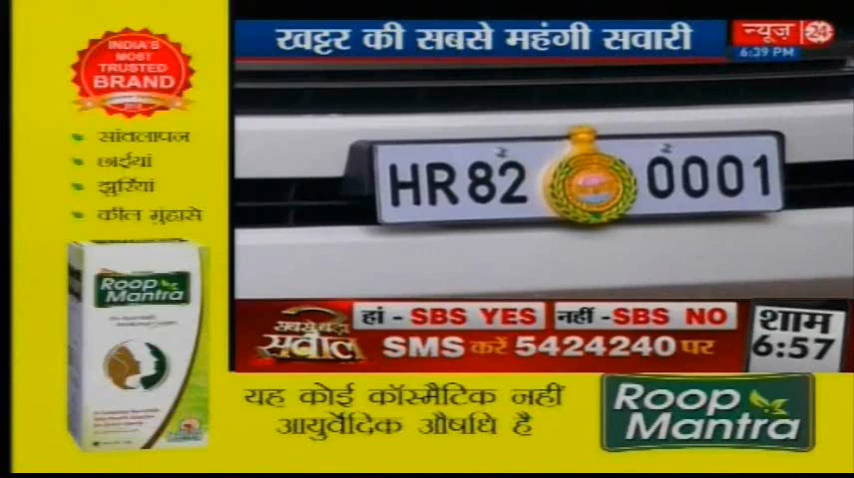 INDIA'S
MOST
TRUSTED
BRAND
सांवलापन
छाईयां
झुर्रियां
कील मुंहासे
Roop
Mantra
खट्टर की सबसे महंगी सवारी
न्यूज़ 24
6:39 PM
HR82 0001
सबसे बड़ा
सवाल
हां - SBS YES नहीं - SBS NO
SMS करें 5424240 पर
शाम
6:57
यह कोई कॉस्मैटिक नहीं
आयुर्वेदिक औषधि है
Roop
Mantra